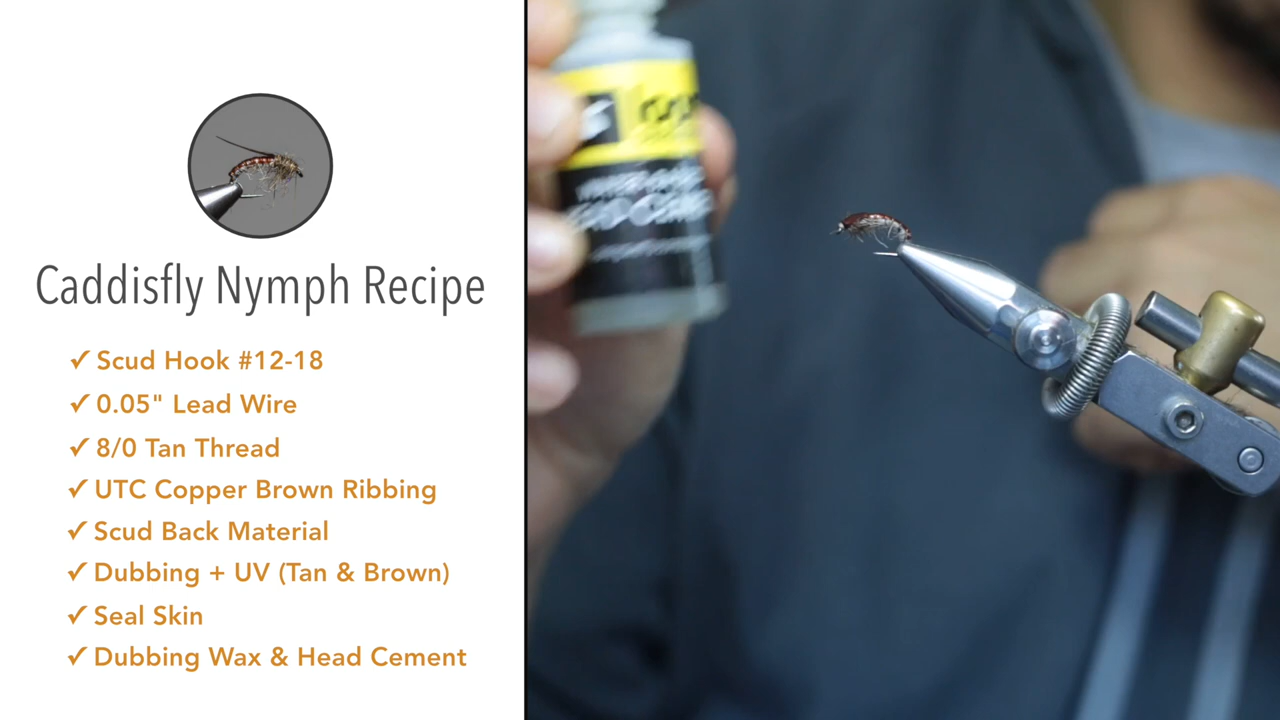 Caddisfly Nymph Recipe
✓ Scud Hook #12-18
✓ 0.05" Lead Wire
✓ 8/0 Tan Thread
✓ UTC Copper Brown Ribbing
✓ Scud Back Material
✓ Dubbing + UV (Tan & Brown)
✓ Seal Skin
✓ Dubbing Wax & Head Cement